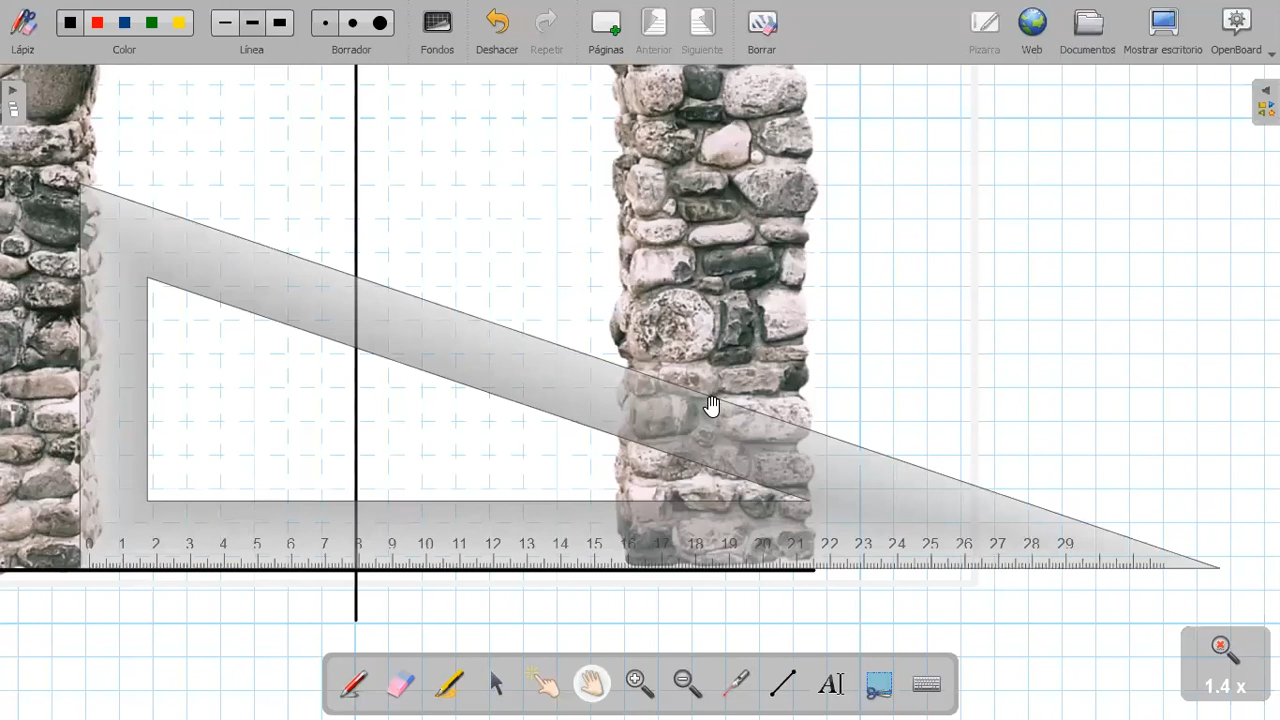 Lápiz Color Línea Borrador Fondos Deshacer Repetir Páginas Anterior Siguiente Borrar Pizarra Web Documentos Mostrar escritorio OpenBoard
0 1 2 3 4 5 6 7 8 9 10 11 12 13 14 15 16 17 18 19 20 21 22 23 24 25 26 27 28 29
AI
1.4 x